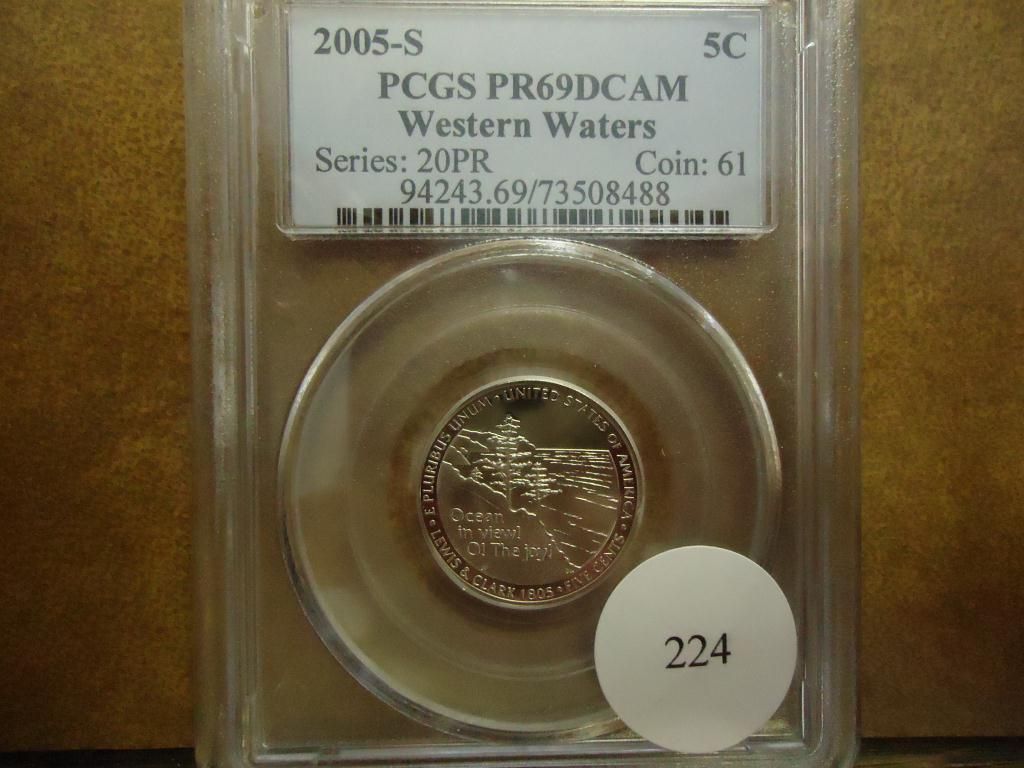 2005-S 5C
PCGS PR69DCAM
Western Waters
Series: 20PR Coin: 61
94243.69/73508488
E PLURIBUS UNUM • UNITED STATES OF AMERICA •
Ocean
in view!
O! The joy!
• LEWIS & CLARK 1805 • FIVE CENTS
224